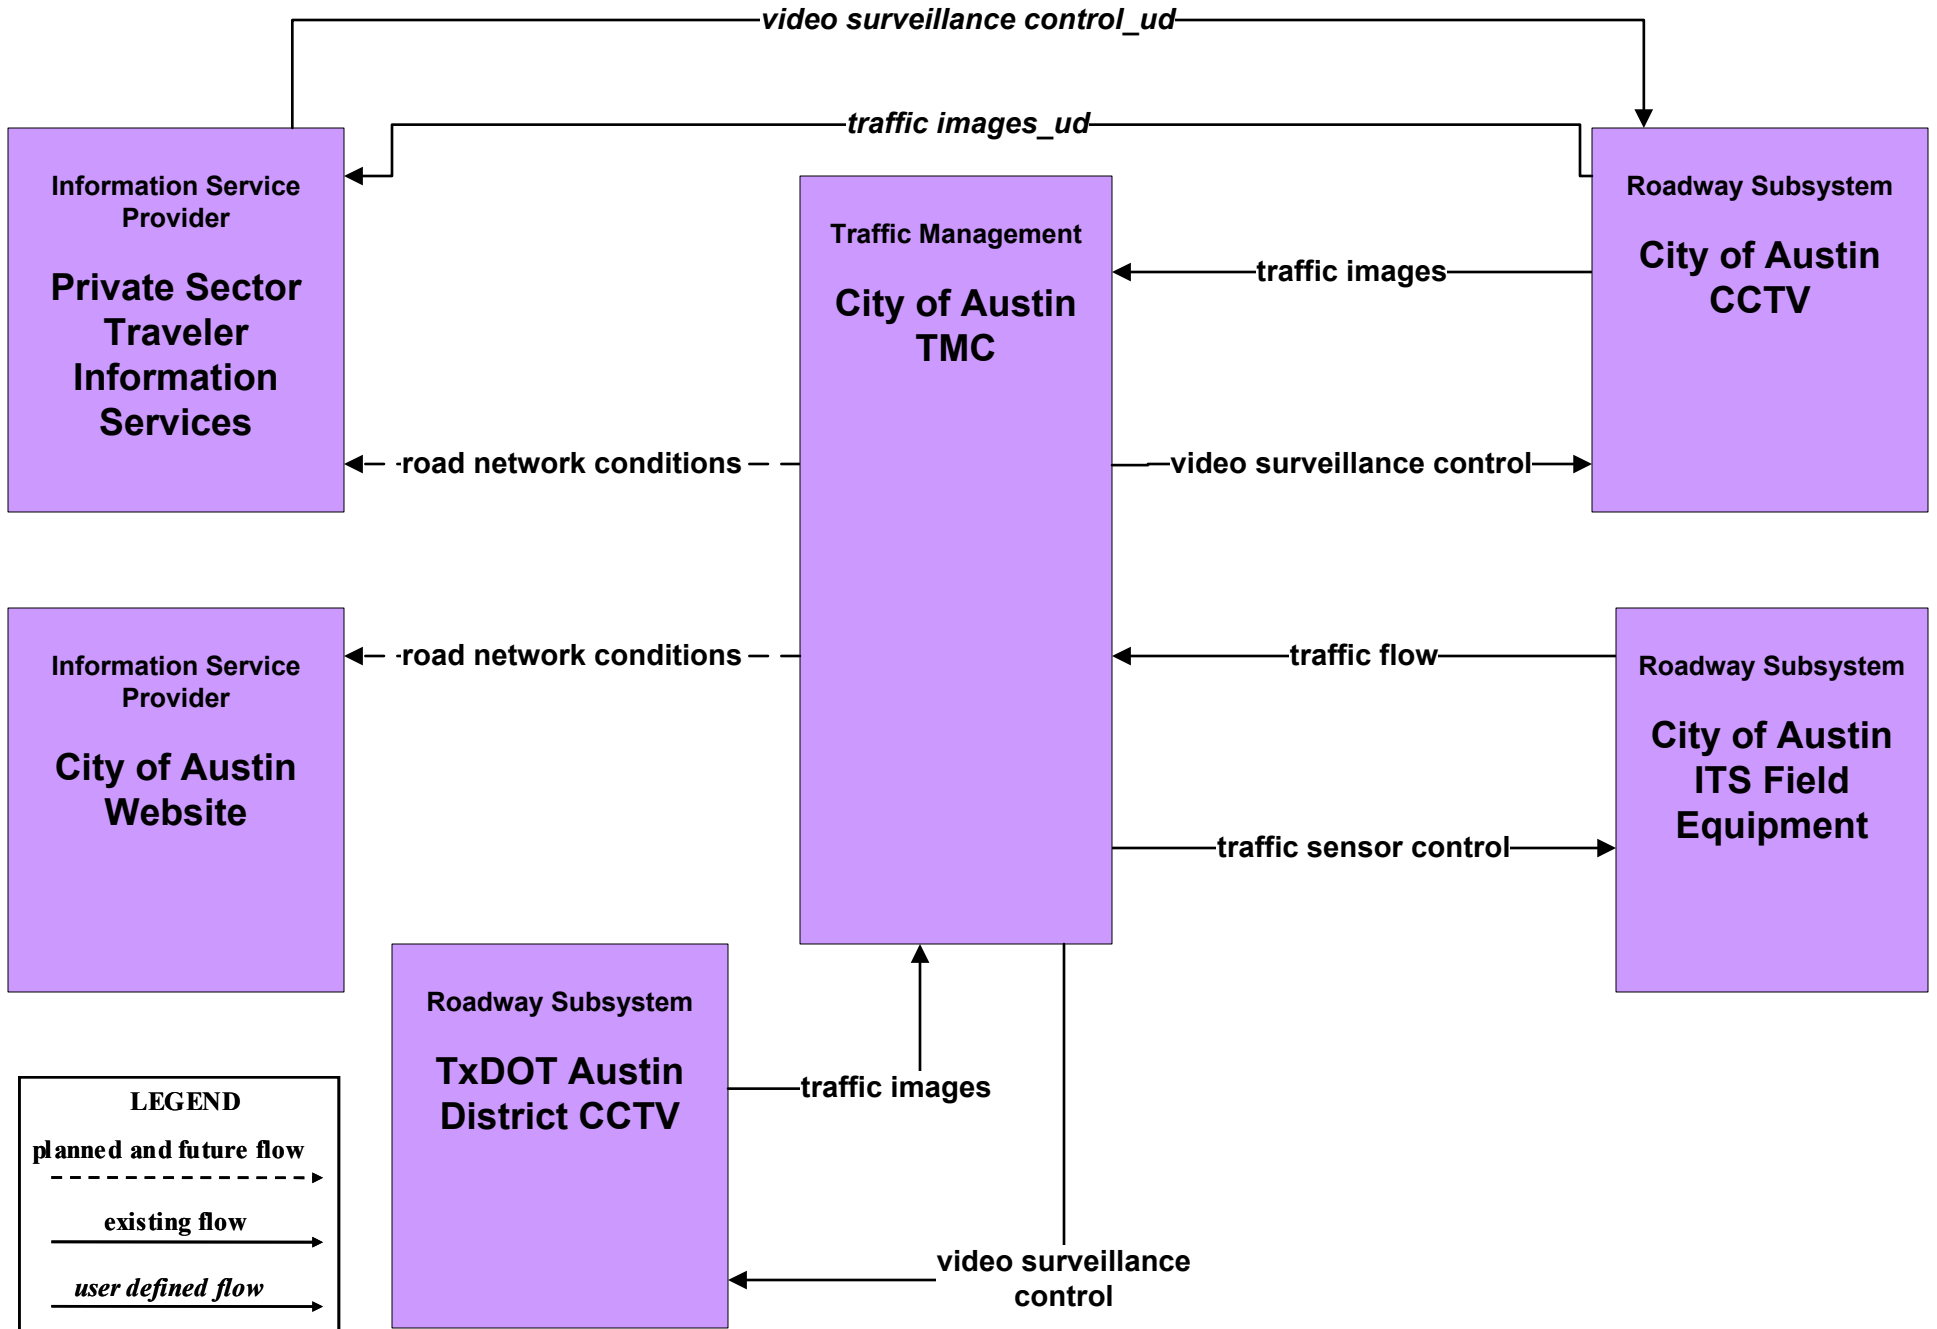 video surveillance control_ud
traffic images_ud
Information Service
Provider
Private Sector
Traveler
Information
Services
Traffic Management
City of Austin
TMC
Roadway Subsystem
City of Austin
CCTV
traffic images
road network conditions
video surveillance control
Information Service
Provider
City of Austin
Website
road network conditions
traffic flow
Roadway Subsystem
City of Austin
ITS Field
Equipment
traffic sensor control
Roadway Subsystem
TxDOT Austin
District CCTV
traffic images
video surveillance
control
LEGEND
planned and future flow
existing flow
user defined flow